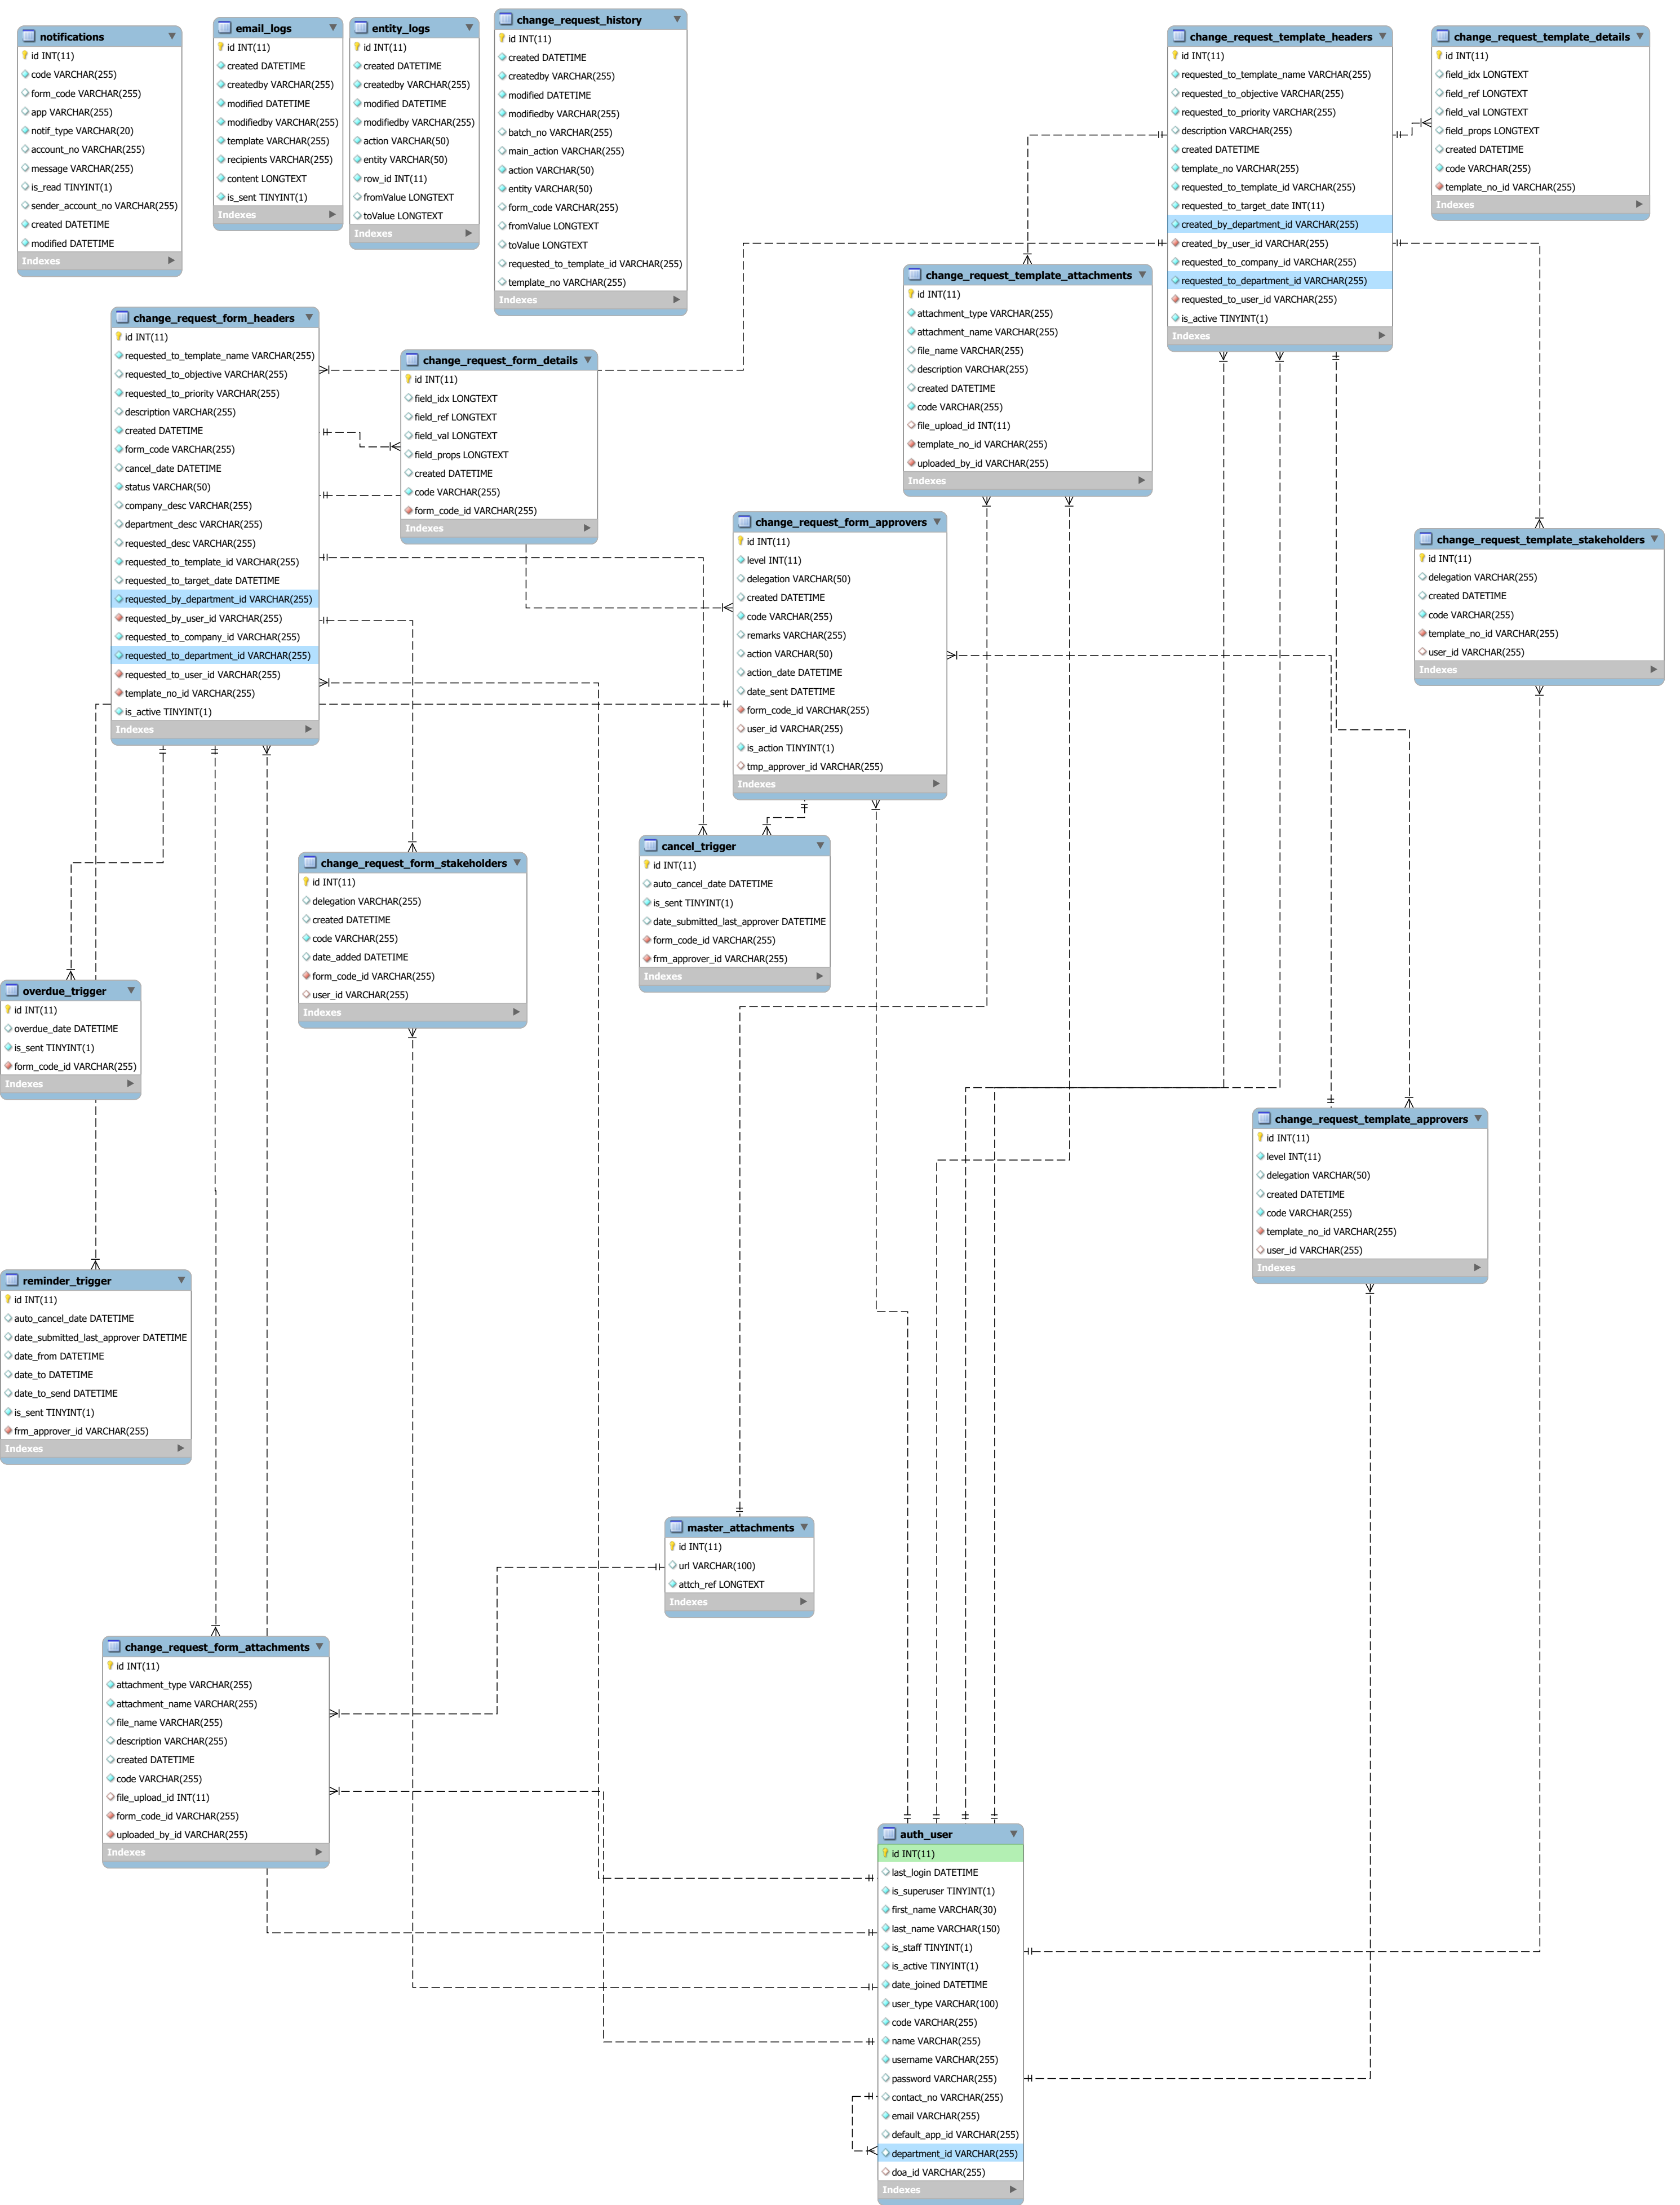 notifications
id INT(11)
code VARCHAR(255)
form_code VARCHAR(255)
app VARCHAR(255)
notif_type VARCHAR(20)
account_no VARCHAR(255)
message VARCHAR(255)
is_read TINYINT(1)
sender_account_no VARCHAR(255)
created DATETIME
modified DATETIME
Indexes
email_logs
id INT(11)
created DATETIME
createdby VARCHAR(255)
modified DATETIME
modifiedby VARCHAR(255)
template VARCHAR(255)
recipients VARCHAR(255)
content LONGTEXT
is_sent TINYINT(1)
Indexes
entity_logs
id INT(11)
created DATETIME
createdby VARCHAR(255)
modified DATETIME
modifiedby VARCHAR(255)
action VARCHAR(50)
entity VARCHAR(50)
row_id INT(11)
fromValue LONGTEXT
toValue LONGTEXT
Indexes
change_request_history
id INT(11)
created DATETIME
createdby VARCHAR(255)
modified DATETIME
modifiedby VARCHAR(255)
batch_no VARCHAR(255)
main_action VARCHAR(255)
action VARCHAR(50)
entity VARCHAR(50)
form_code VARCHAR(255)
fromValue LONGTEXT
toValue LONGTEXT
requested_to_template_id VARCHAR(255)
template_no VARCHAR(255)
Indexes
change_request_template_headers
id INT(11)
requested_to_template_name VARCHAR(255)
requested_to_objective VARCHAR(255)
requested_to_priority VARCHAR(255)
description VARCHAR(255)
created DATETIME
template_no VARCHAR(255)
requested_to_template_id VARCHAR(255)
requested_to_target_date INT(11)
created_by_department_id VARCHAR(255)
created_by_user_id VARCHAR(255)
requested_to_company_id VARCHAR(255)
requested_to_department_id VARCHAR(255)
requested_to_user_id VARCHAR(255)
is_active TINYINT(1)
Indexes
change_request_template_details
id INT(11)
field_idx LONGTEXT
field_ref LONGTEXT
field_val LONGTEXT
field_props LONGTEXT
created DATETIME
code VARCHAR(255)
template_no_id VARCHAR(255)
Indexes
change_request_template_attachments
id INT(11)
attachment_type VARCHAR(255)
attachment_name VARCHAR(255)
file_name VARCHAR(255)
description VARCHAR(255)
created DATETIME
code VARCHAR(255)
file_upload_id INT(11)
template_no_id VARCHAR(255)
uploaded_by_id VARCHAR(255)
Indexes
change_request_form_headers
id INT(11)
requested_to_template_name VARCHAR(255)
requested_to_objective VARCHAR(255)
requested_to_priority VARCHAR(255)
description VARCHAR(255)
created DATETIME
form_code VARCHAR(255)
cancel_date DATETIME
status VARCHAR(50)
company_desc VARCHAR(255)
department_desc VARCHAR(255)
requested_desc VARCHAR(255)
requested_to_template_id VARCHAR(255)
requested_to_target_date DATETIME
requested_by_department_id VARCHAR(255)
requested_by_user_id VARCHAR(255)
requested_to_company_id VARCHAR(255)
requested_to_department_id VARCHAR(255)
requested_to_user_id VARCHAR(255)
template_no_id VARCHAR(255)
is_active TINYINT(1)
Indexes
change_request_form_details
id INT(11)
field_idx LONGTEXT
field_ref LONGTEXT
field_val LONGTEXT
field_props LONGTEXT
created DATETIME
code VARCHAR(255)
form_code_id VARCHAR(255)
Indexes
change_request_form_approvers
id INT(11)
level INT(11)
delegation VARCHAR(50)
created DATETIME
code VARCHAR(255)
remarks VARCHAR(255)
action VARCHAR(50)
action_date DATETIME
date_sent DATETIME
form_code_id VARCHAR(255)
user_id VARCHAR(255)
is_action TINYINT(1)
tmp_approver_id VARCHAR(255)
Indexes
change_request_template_stakeholders
id INT(11)
delegation VARCHAR(255)
created DATETIME
code VARCHAR(255)
template_no_id VARCHAR(255)
user_id VARCHAR(255)
Indexes
change_request_form_stakeholders
id INT(11)
delegation VARCHAR(255)
created DATETIME
code VARCHAR(255)
date_added DATETIME
form_code_id VARCHAR(255)
user_id VARCHAR(255)
Indexes
cancel_trigger
id INT(11)
auto_cancel_date DATETIME
is_sent TINYINT(1)
date_submitted_last_approver DATETIME
form_code_id VARCHAR(255)
frm_approver_id VARCHAR(255)
Indexes
overdue_trigger
id INT(11)
overdue_date DATETIME
is_sent TINYINT(1)
form_code_id VARCHAR(255)
Indexes
change_request_template_approvers
id INT(11)
level INT(11)
delegation VARCHAR(50)
created DATETIME
code VARCHAR(255)
template_no_id VARCHAR(255)
user_id VARCHAR(255)
Indexes
reminder_trigger
id INT(11)
auto_cancel_date DATETIME
date_submitted_last_approver DATETIME
date_from DATETIME
date_to DATETIME
date_to_send DATETIME
is_sent TINYINT(1)
frm_approver_id VARCHAR(255)
Indexes
master_attachments
id INT(11)
url VARCHAR(100)
attch_ref LONGTEXT
Indexes
change_request_form_attachments
id INT(11)
attachment_type VARCHAR(255)
attachment_name VARCHAR(255)
file_name VARCHAR(255)
description VARCHAR(255)
created DATETIME
code VARCHAR(255)
file_upload_id INT(11)
form_code_id VARCHAR(255)
uploaded_by_id VARCHAR(255)
Indexes
auth_user
id INT(11)
last_login DATETIME
is_superuser TINYINT(1)
first_name VARCHAR(30)
last_name VARCHAR(150)
is_staff TINYINT(1)
is_active TINYINT(1)
date_joined DATETIME
user_type VARCHAR(100)
code VARCHAR(255)
name VARCHAR(255)
username VARCHAR(255)
password VARCHAR(255)
contact_no VARCHAR(255)
email VARCHAR(255)
default_app_id VARCHAR(255)
department_id VARCHAR(255)
doa_id VARCHAR(255)
Indexes